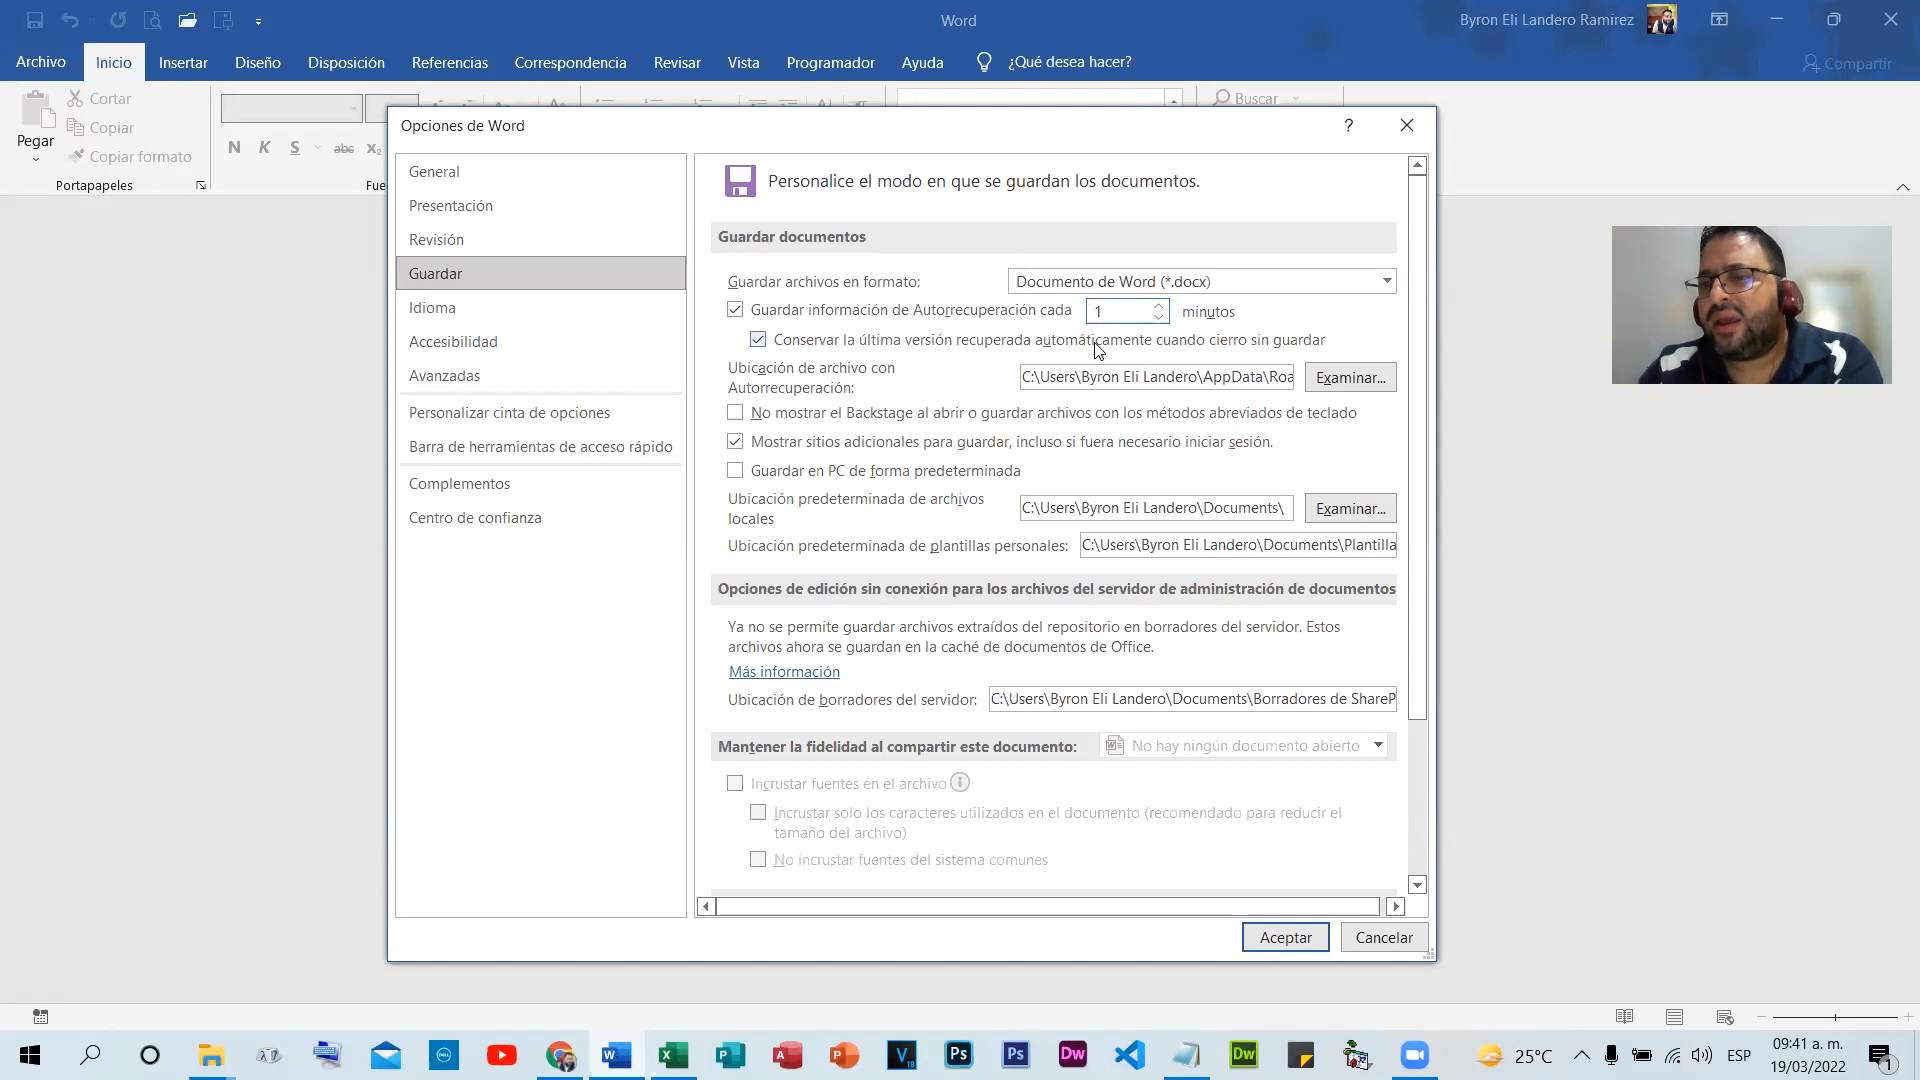 Word
Byron Eli Landero Ramirez
Archivo
Inicio
Insertar
Diseño
Disposición
Referencias
Correspondencia
Revisar
Vista
Programador
Ayuda
¿Qué desea hacer?
Compartir
Pegar
Cortar
Copiar
Copiar formato
Portapapeles
N K S abc x₂
Fue
Buscar
Opciones de Word
?
General
Presentación
Revisión
Guardar
Idioma
Accesibilidad
Avanzadas
Personalizar cinta de opciones
Barra de herramientas de acceso rápido
Complementos
Centro de confianza
Personalice el modo en que se guardan los documentos.
Guardar documentos
Guardar archivos en formato: Documento de Word (*.docx)
Guardar información de Autorrecuperación cada 1 minutos
Conservar la última versión recuperada automáticamente cuando cierro sin guardar
Ubicación de archivo con
Autorrecuperación:
C:\Users\Byron Eli Landero\AppData\Roa
Examinar...
No mostrar el Backstage al abrir o guardar archivos con los métodos abreviados de teclado
Mostrar sitios adicionales para guardar, incluso si fuera necesario iniciar sesión.
Guardar en PC de forma predeterminada
Ubicación predeterminada de archivos
locales
C:\Users\Byron Eli Landero\Documents\
Examinar...
Ubicación predeterminada de plantillas personales: C:\Users\Byron Eli Landero\Documents\Plantilla
Opciones de edición sin conexión para los archivos del servidor de administración de documentos
Ya no se permite guardar archivos extraídos del repositorio en borradores del servidor. Estos
archivos ahora se guardan en la caché de documentos de Office.
Más información
Ubicación de borradores del servidor: C:\Users\Byron Eli Landero\Documents\Borradores de ShareP
Mantener la fidelidad al compartir este documento: No hay ningún documento abierto
Incrustar fuentes en el archivo
Incrustar solo los caracteres utilizados en el documento (recomendado para reducir el
tamaño del archivo)
No incrustar fuentes del sistema comunes
Aceptar
Cancelar
DELL
V
18
Ps
Ps
Dw
Dw
25°C
ESP
09:41 a. m.
19/03/2022
1